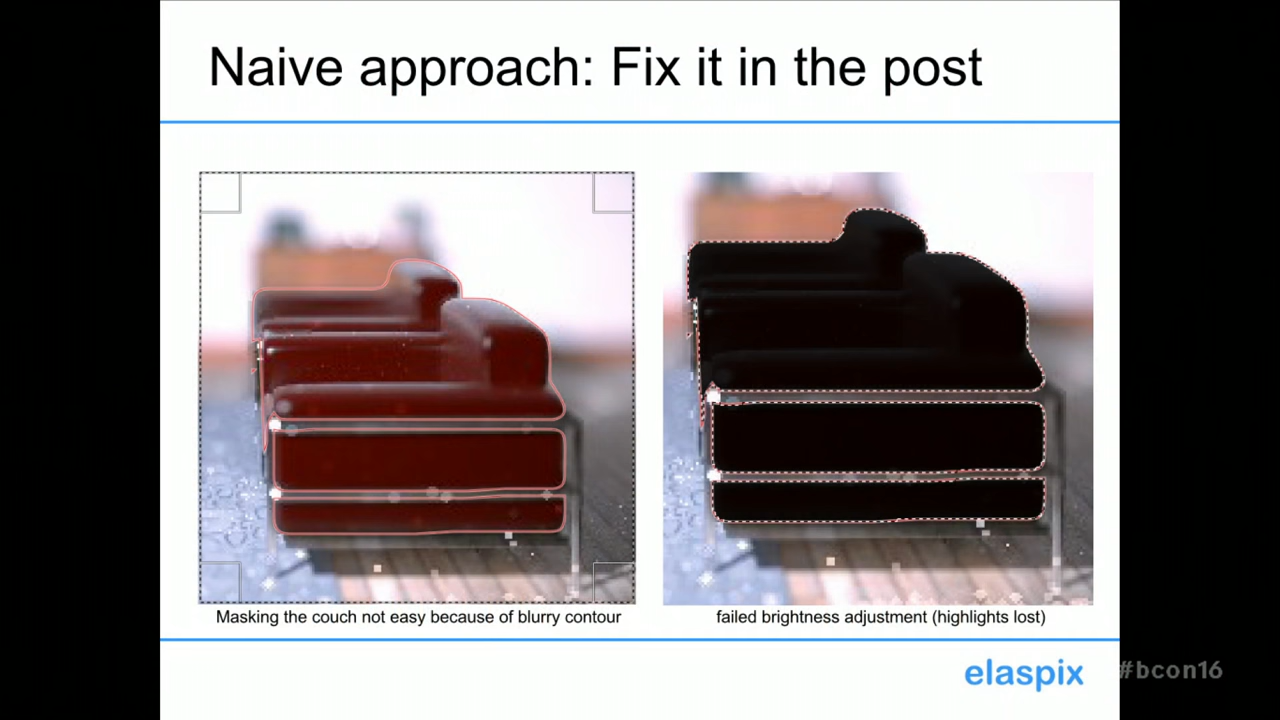 Naive approach: Fix it in the post
Masking the couch not easy because of blurry contour
failed brightness adjustment (highlights lost)
elaspix
#bcon16